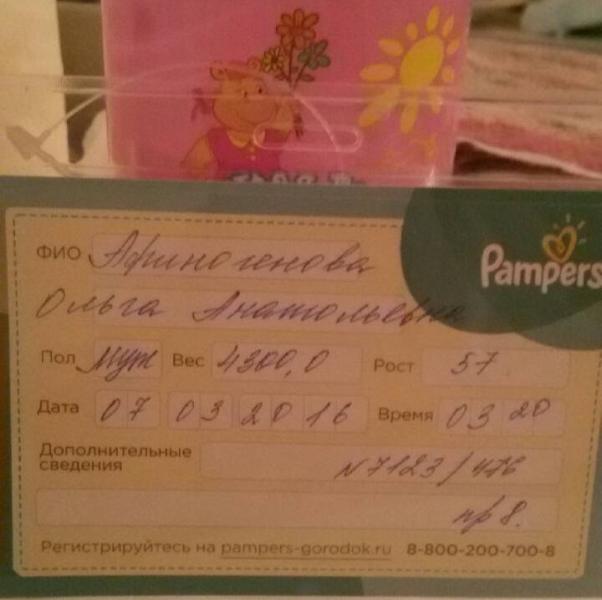 Pampers
ФИО Афиногенова
Ольга Анатольевна
Пол Муж Вес 4300,0 Рост 57
Дата 07 03 2016 Время 03 20
Дополнительные
сведения N7123/476
пр 8.
Регистрируйтесь на pampers-gorodok.ru 8-800-200-700-8